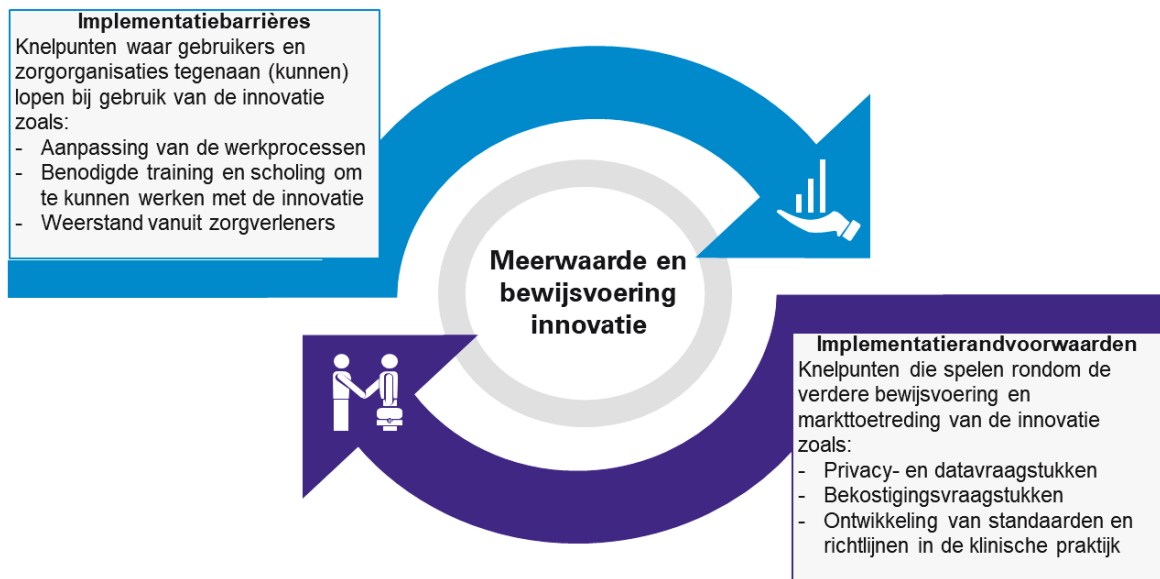 Implementatiebarrières
Knelpunten waar gebruikers en
zorgorganisaties tegenaan (kunnen)
lopen bij gebruik van de innovatie
zoals:
- Aanpassing van de werkprocessen
- Benodigde training en scholing om
te kunnen werken met de innovatie
- Weerstand vanuit zorgverleners
Meerwaarde en
bewijsvoering
innovatie
Implementatierandvoorwaarden
Knelpunten die spelen rondom de
verdere bewijsvoering en
markttoetreding van de innovatie
zoals:
- Privacy- en datavraagstukken
- Bekostigingsvraagstukken
- Ontwikkeling van standaarden en
richtlijnen in de klinische praktijk